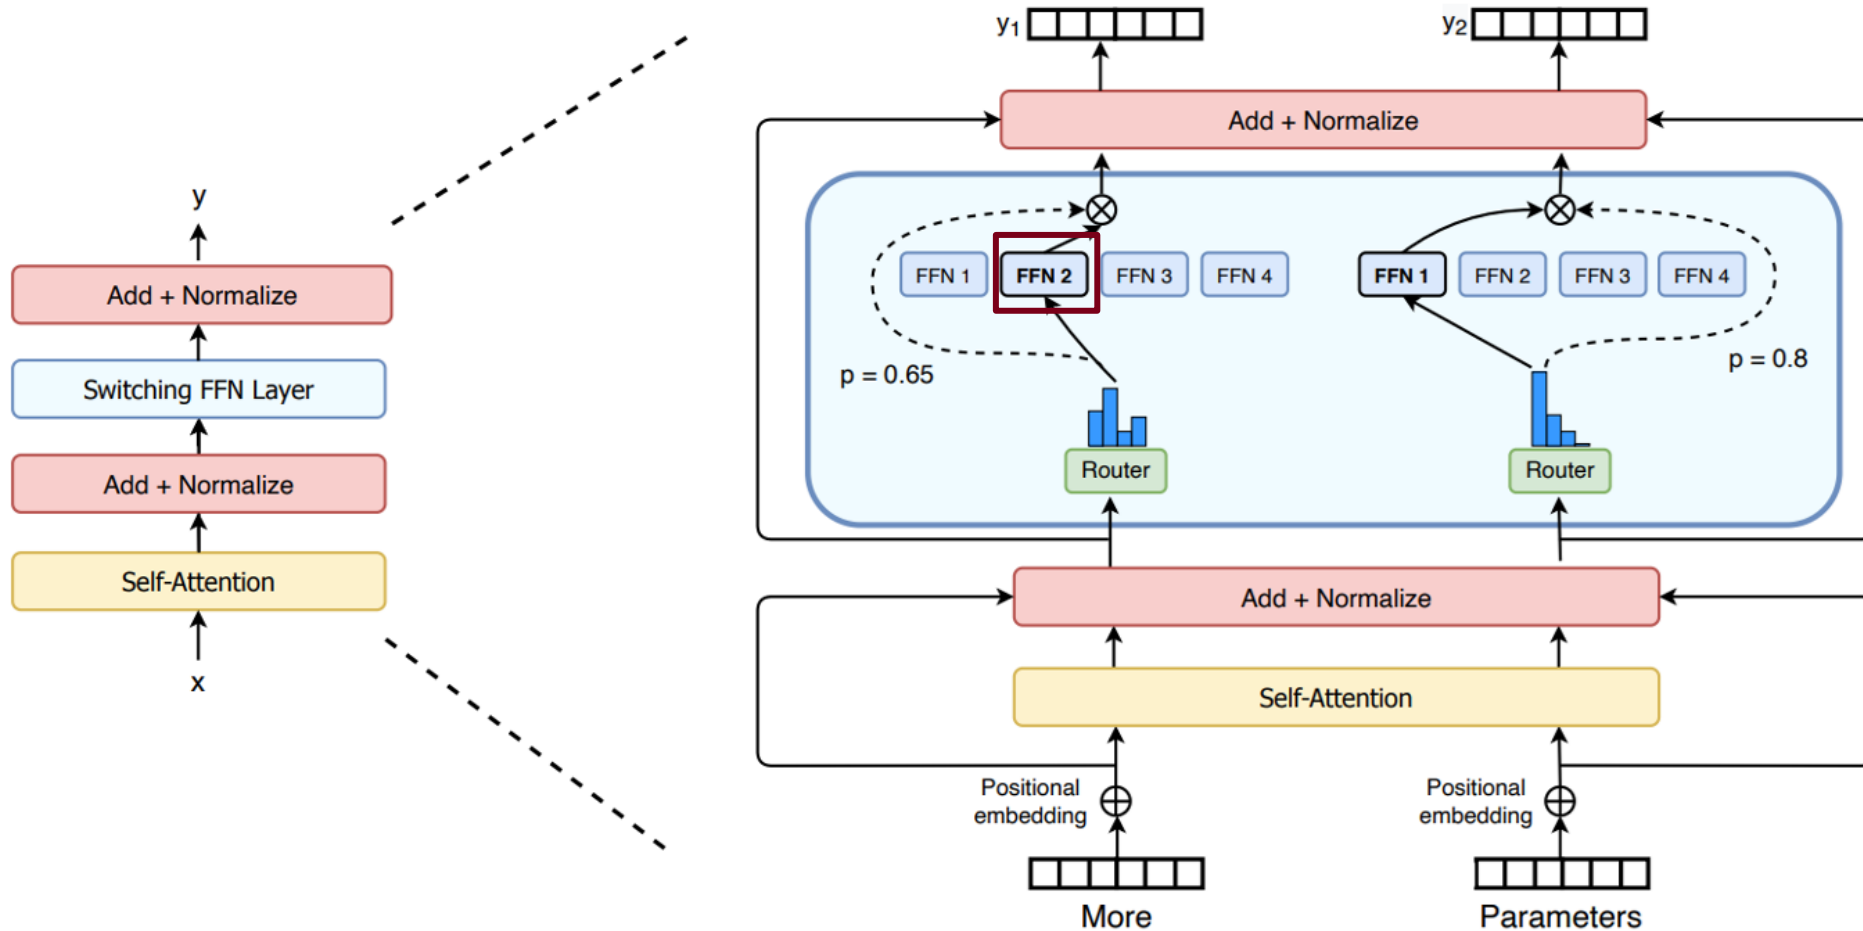 y
Add + Normalize
Switching FFN Layer
Add + Normalize
Self-Attention
x
y₁
y₂
Add + Normalize
FFN 1
FFN 2
FFN 3
FFN 4
FFN 1
FFN 2
FFN 3
FFN 4
p = 0.65
p = 0.8
Router
Router
Add + Normalize
Self-Attention
Positional
embedding
Positional
embedding
More
Parameters